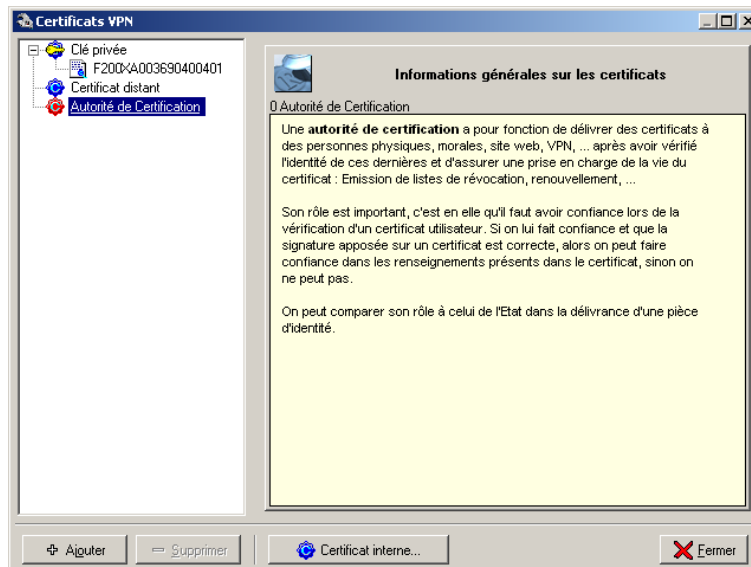 Certificats VPN
Clé privée
F200XA003690400401
Certificat distant
Autorité de Certification
Informations générales sur les certificats
0 Autorité de Certification
Une autorité de certification a pour fonction de délivrer des certificats à
des personnes physiques, morales, site web, VPN, ... après avoir vérifié
l'identité de ces dernières et d'assurer une prise en charge de la vie du
certificat : Emission de listes de révocation, renouvellement, ...
Son rôle est important, c'est en elle qu'il faut avoir confiance lors de la
vérification d'un certificat utilisateur. Si on lui fait confiance et que la
signature apposée sur un certificat est correcte, alors on peut faire
confiance dans les renseignements présents dans le certificat, sinon on
ne peut pas.
On peut comparer son rôle à celui de l'Etat dans la délivrance d'une pièce
d'identité.
Ajouter
Supprimer
Certificat interne...
Fermer